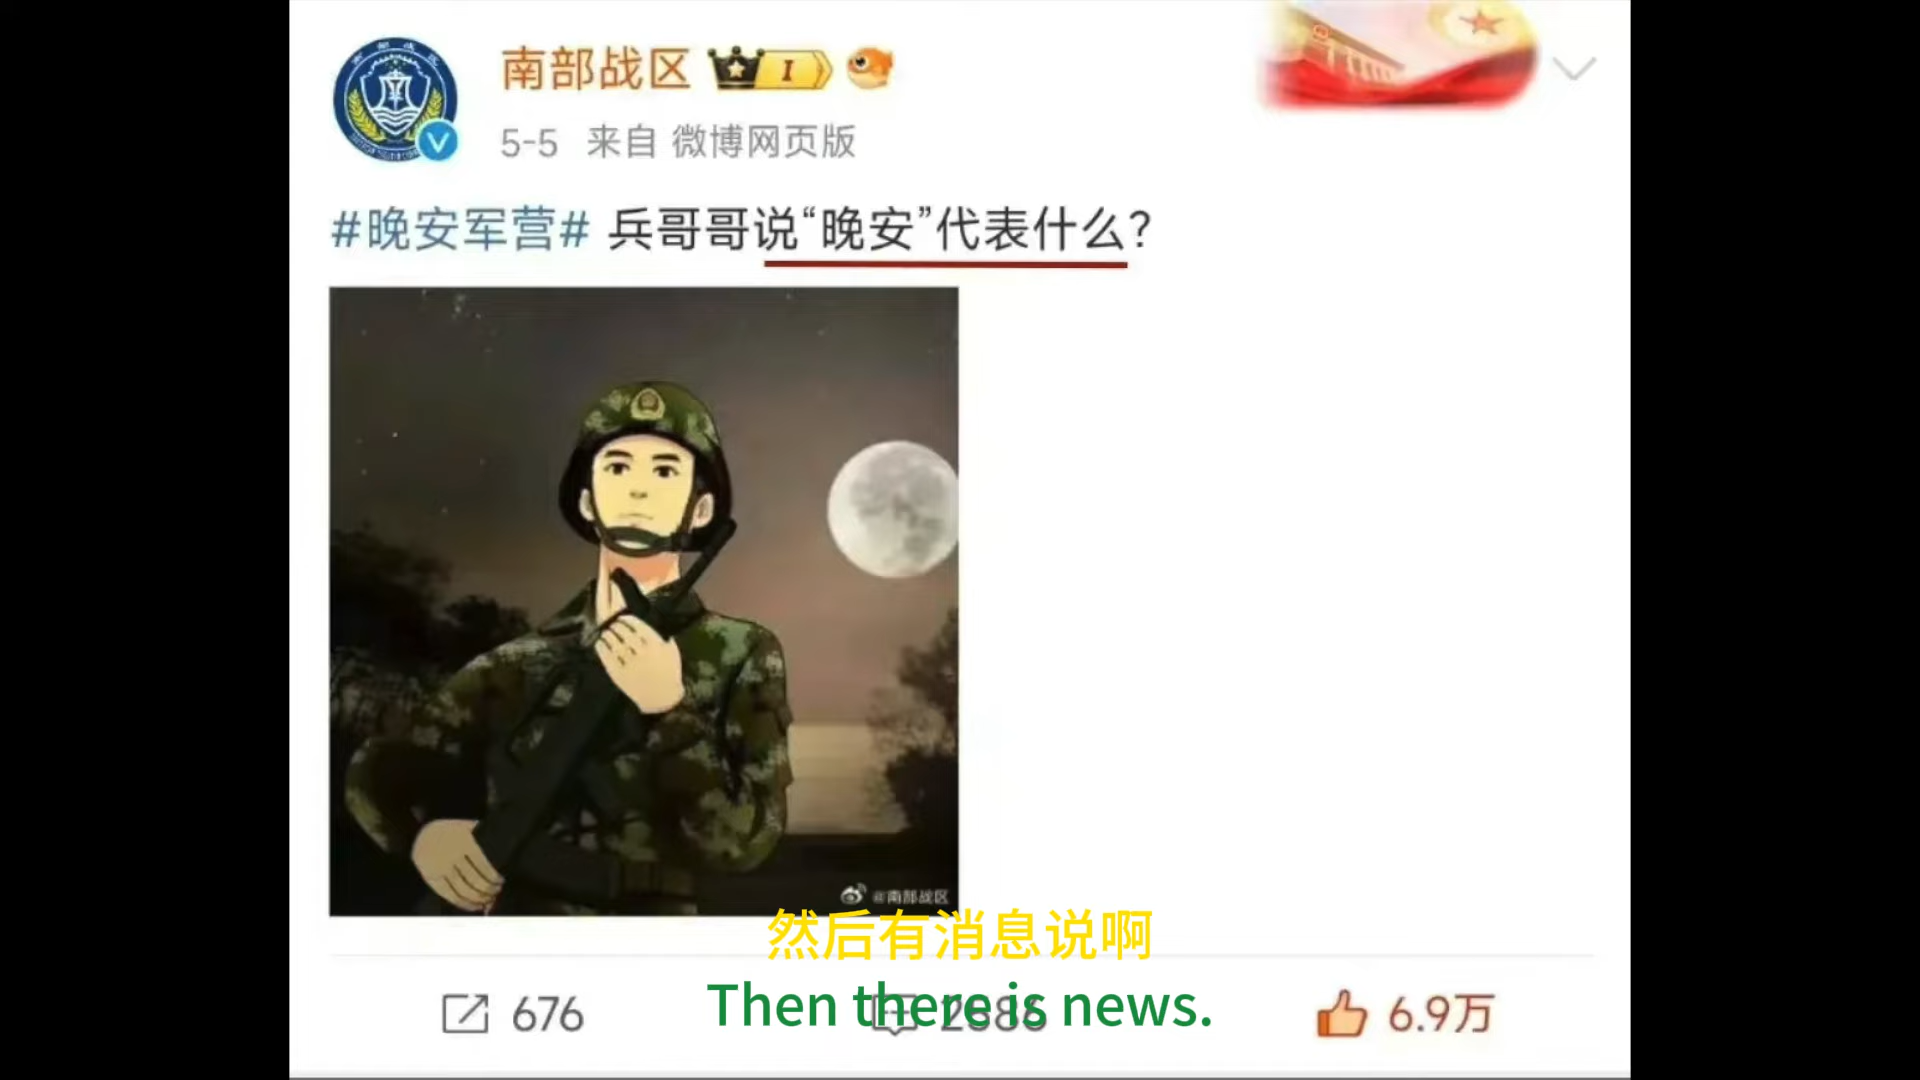 南部战区 I
5-5 来自 微博网页版
#晚安军营# 兵哥哥说“晚安”代表什么?
@南部战区
然后有消息说啊
Then there is news.
676 6.9万